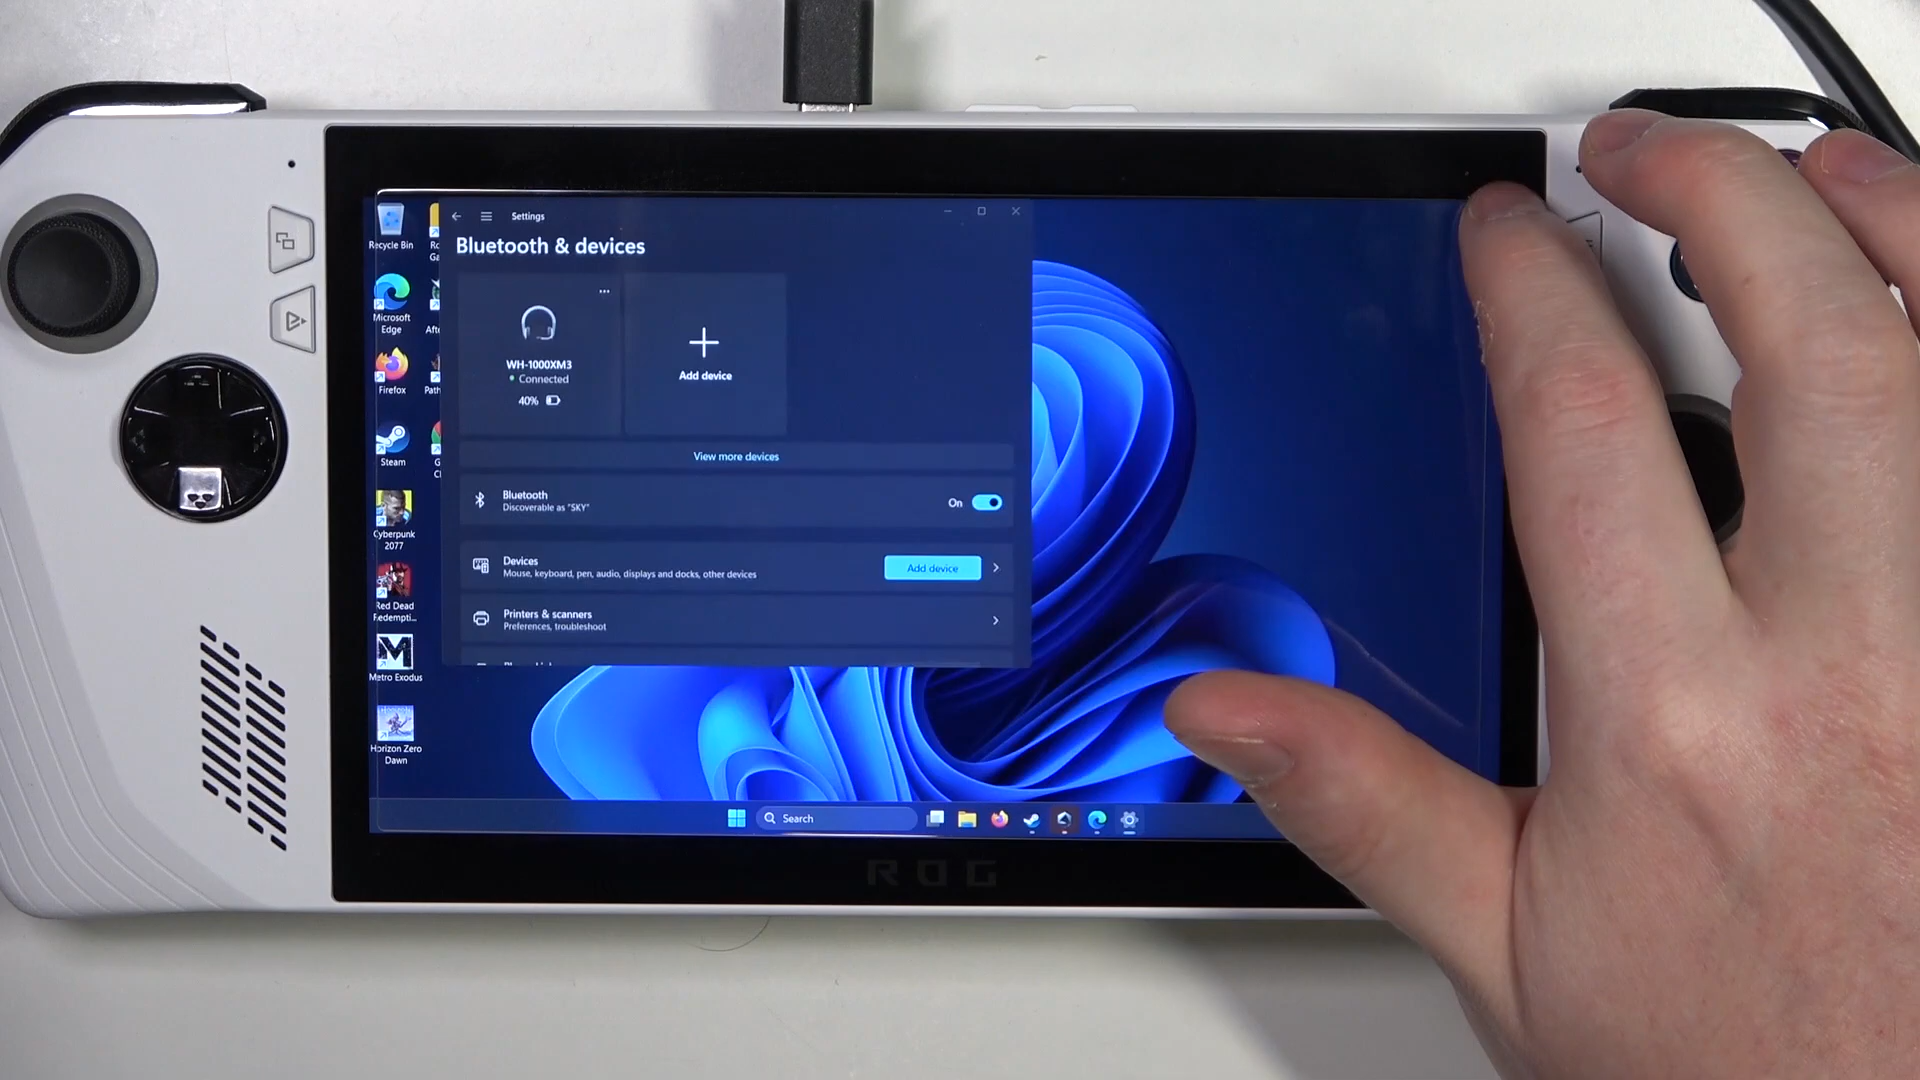 Recycle Bin
Microsoft
Edge
Firefox
Steam
Cyberpunk
2077
Red Dead
Redempti...
Metro Exodus
Horizon Zero
Dawn
Settings
Bluetooth & devices
WH-1000XM3
Connected
40%
Add device
View more devices
Bluetooth
Discoverable as "SKY"
On
Devices
Mouse, keyboard, pen, audio, displays and docks, other devices
Add device
Printers & scanners
Preferences, troubleshoot
Search
ROG